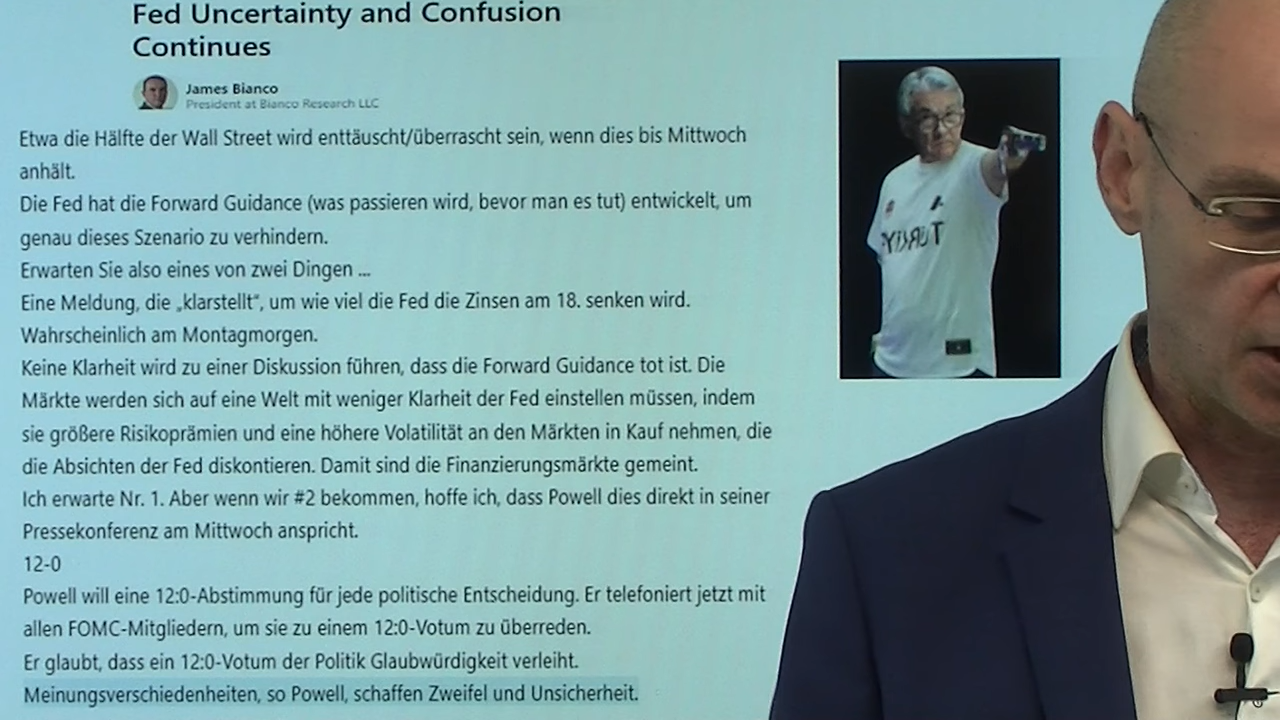 Fed Uncertainty and Confusion
Continues
James Bianco
President at Bianco Research LLC
Etwa die Hälfte der Wall Street wird enttäuscht/überrascht sein, wenn dies bis Mittwoch
anhält.
Die Fed hat die Forward Guidance (was passieren wird, bevor man es tut) entwickelt, um
genau dieses Szenario zu verhindern.
Erwarten Sie also eines von zwei Dingen ...
Eine Meldung, die „klarstellt“, um wie viel die Fed die Zinsen am 18. senken wird.
Wahrscheinlich am Montagmorgen.
Keine Klarheit wird zu einer Diskussion führen, dass die Forward Guidance tot ist. Die
Märkte werden sich auf eine Welt mit weniger Klarheit der Fed einstellen müssen, indem
sie größere Risikoprämien und eine höhere Volatilität an den Märkten in Kauf nehmen, die
die Absichten der Fed diskontieren. Damit sind die Finanzierungsmärkte gemeint.
Ich erwarte Nr. 1. Aber wenn wir #2 bekommen, hoffe ich, dass Powell dies direkt in seiner
Pressekonferenz am Mittwoch anspricht.
12-0
Powell will eine 12:0-Abstimmung für jede politische Entscheidung. Er telefoniert jetzt mit
allen FOMC-Mitgliedern, um sie zu einem 12:0-Votum zu überreden.
Er glaubt, dass ein 12:0-Votum der Politik Glaubwürdigkeit verleiht.
Meinungsverschiedenheiten, so Powell, schaffen Zweifel und Unsicherheit.